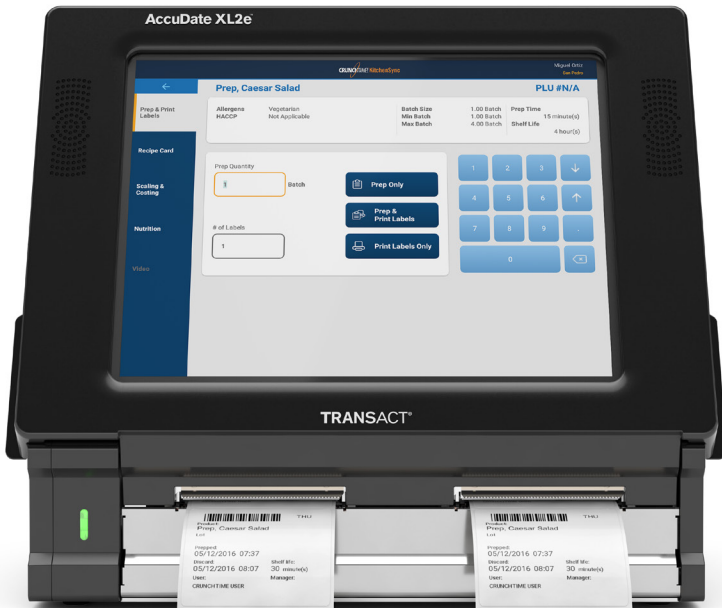 AccuDate XL2e
CRUNCHTIME! KitchenSync
Miguel Ortiz
San Pedro
←
Prep, Caesar Salad
PLU #N/A
Prep & Print
Labels
Recipe Card
Scaling &
Costing
Nutrition
Video
Allergens Vegetarian
HACCP Not Applicable
Batch Size 1.00 Batch
Min Batch 1.00 Batch
Max Batch 4.00 Batch
Prep Time
15 minute(s)
Shelf Life
4 hour(s)
Prep Quantity
1 Batch
# of Labels
1
Prep Only
Prep &
Print Labels
Print Labels Only
1 2 3 ↓
4 5 6 ↑
7 8 9 .
0
TRANSACT®
THU
Product:
Prep, Caesar Salad
Lot
Prepped:
05/12/2016 07:37
Discard: Shelf life:
05/12/2016 08:07 30 minute(s)
User: Manager:
CRUNCHTIME USER
THU
Product:
Prep, Caesar Salad
Lot
Prepped:
05/12/2016 07:37
Discard: Shelf life:
05/12/2016 08:07 30 minute(s)
User: Manager:
CRUNCHTIME USER